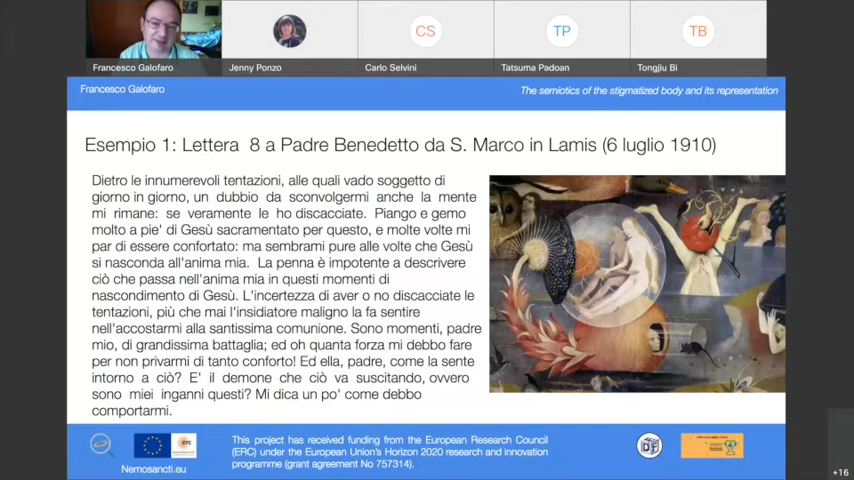 CS
TP
TB
Francesco Galofaro
Jenny Ponzo
Carlo Selvini
Tatsuma Padoan
Tongjiu Bi
Francesco Galofaro
The semiotics of the stigmatized body and its representation
Esempio 1: Lettera 8 a Padre Benedetto da S. Marco in Lamis (6 luglio 1910)
Dietro le innumerevoli tentazioni, alle quali vado soggetto di
giorno in giorno, un dubbio da sconvolgermi anche la mente
mi rimane: se veramente le ho discacciate. Piango e gemo
molto a pie' di Gesù sacramentato per questo, e molte volte mi
par di essere confortato: ma sembrami pure alle volte che Gesù
si nasconda all'anima mia. La penna è impotente a descrivere
ciò che passa nell'anima mia in questi momenti di
nascondimento di Gesù. L'incertezza di aver o no discacciate le
tentazioni, più che mai l'insidiatore maligno la fa sentire
nell'accostarmi alla santissima comunione. Sono momenti, padre
mio, di grandissima battaglia; ed oh quanta forza mi debbo fare
per non privarmi di tanto conforto! Ed ella, padre, come la sente
intorno a ciò? E' il demone che ciò va suscitando, ovvero
sono miei inganni questi? Mi dica un po' come debbo
comportarmi.
Nemosancti.eu
erc
This project has received funding from the European Research Council
(ERC) under the European Union's Horizon 2020 research and innovation
programme (grant agreement No 757314).
+16